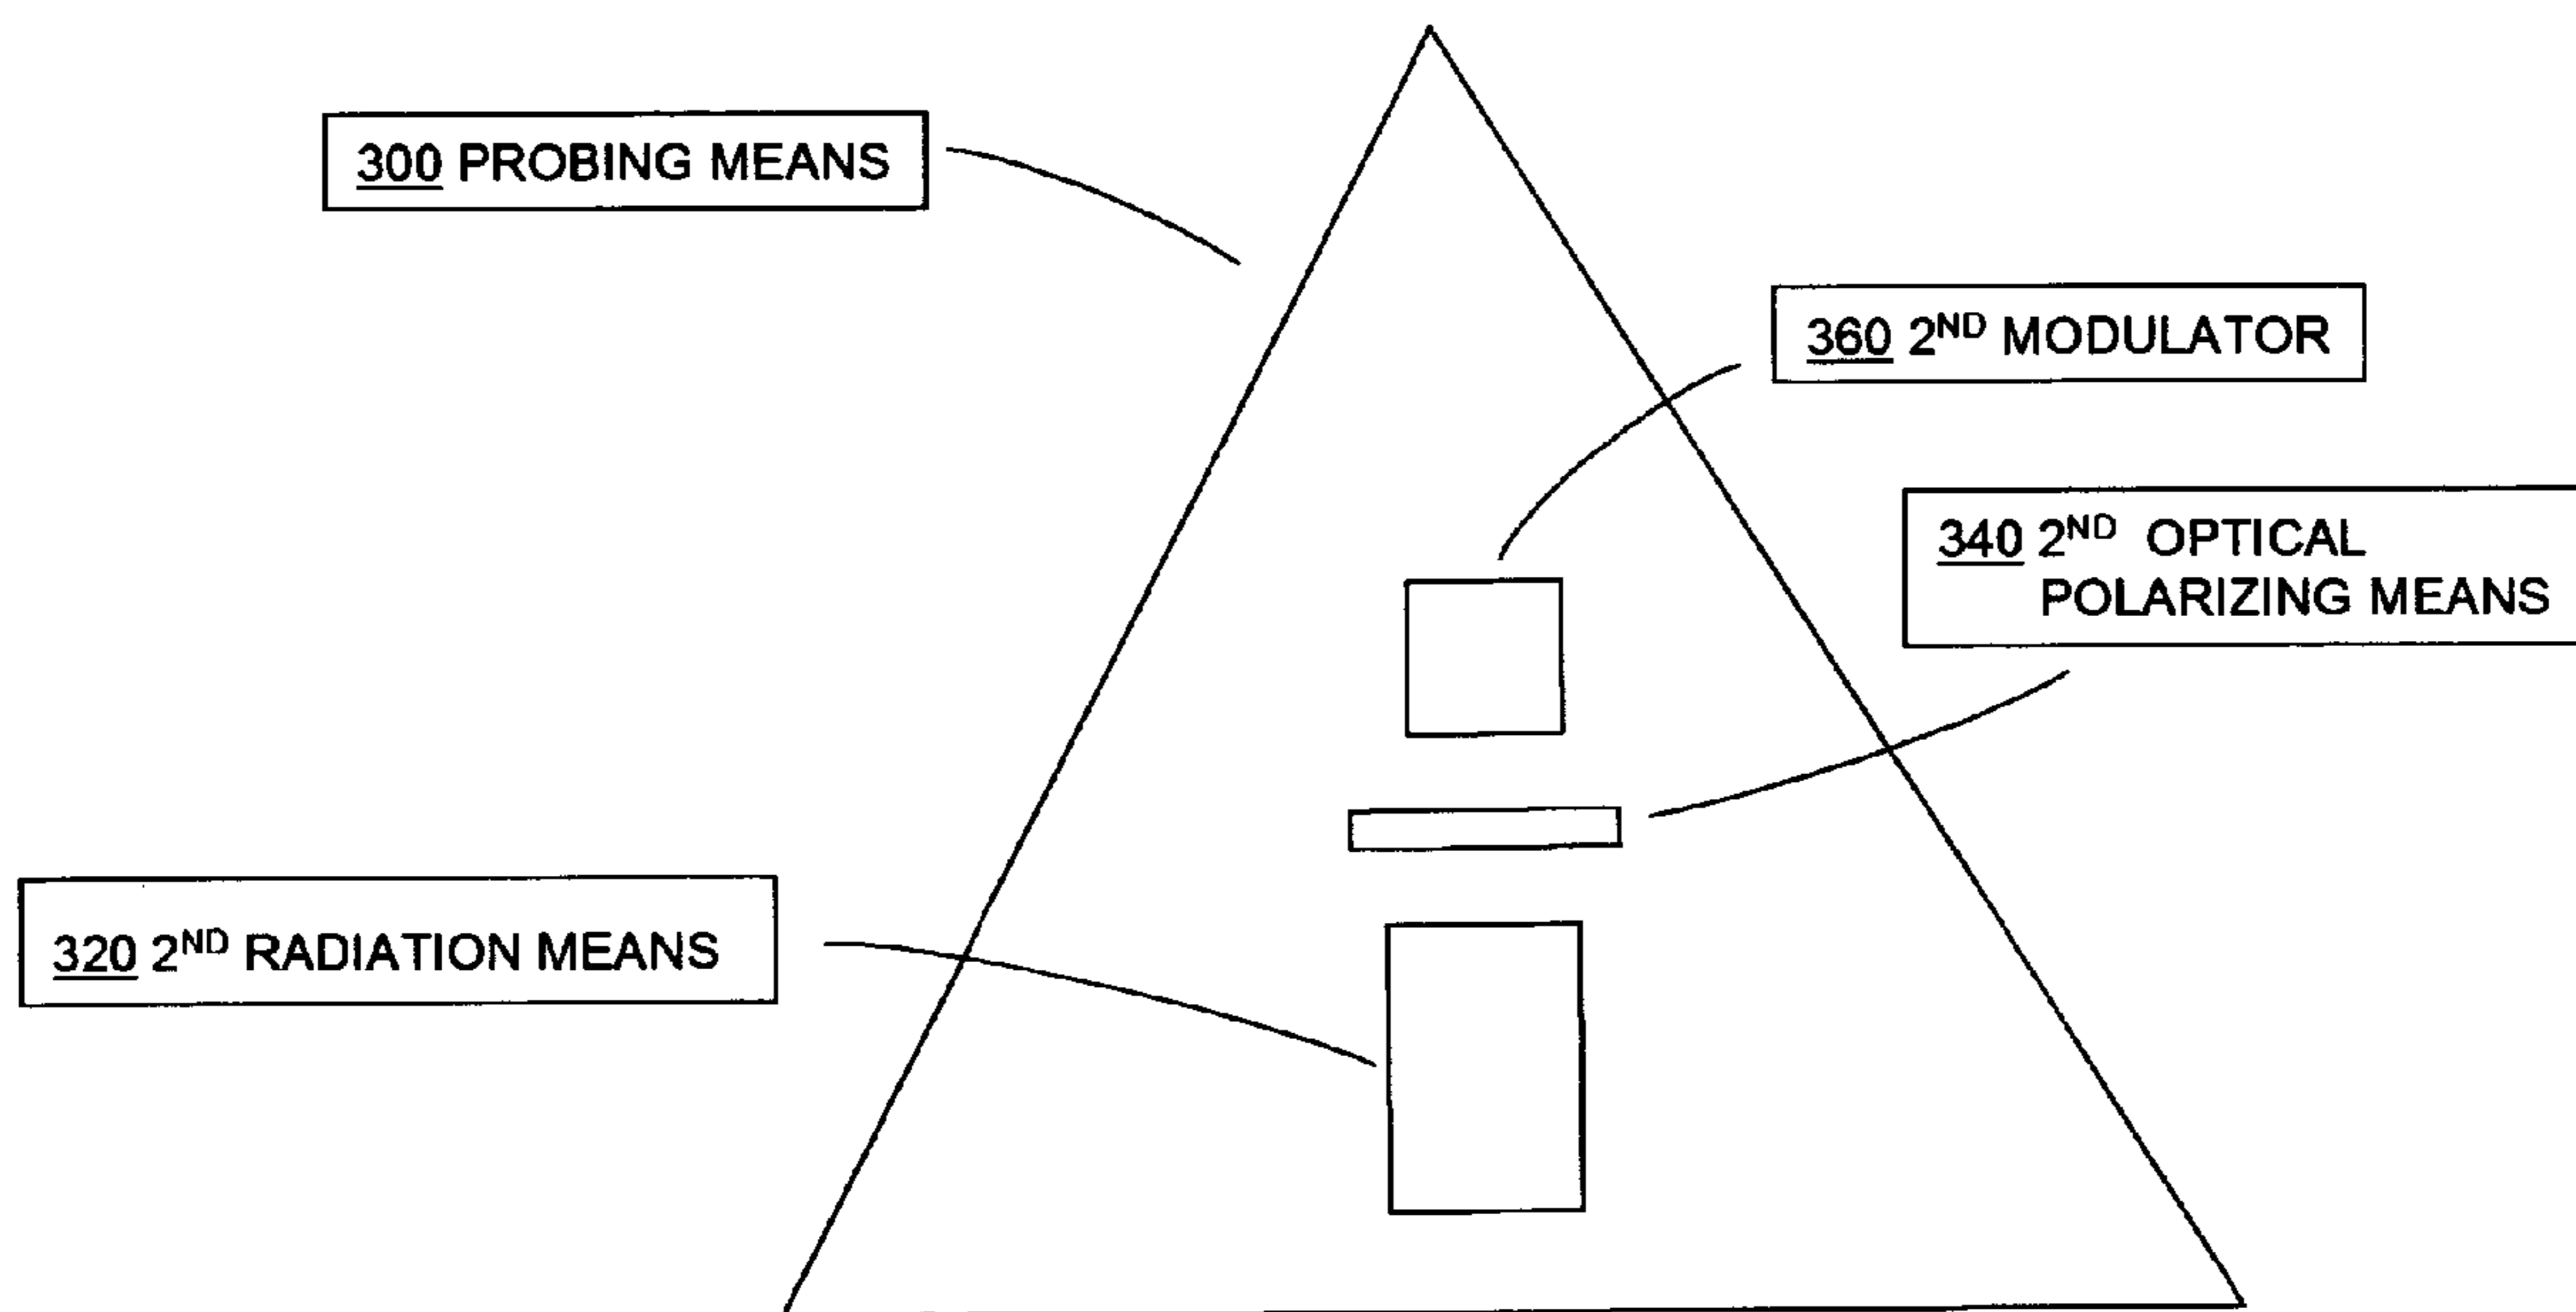 300 PROBING MEANS
360 2ND MODULATOR
340 2ND OPTICAL
POLARIZING MEANS
320 2ND RADIATION MEANS